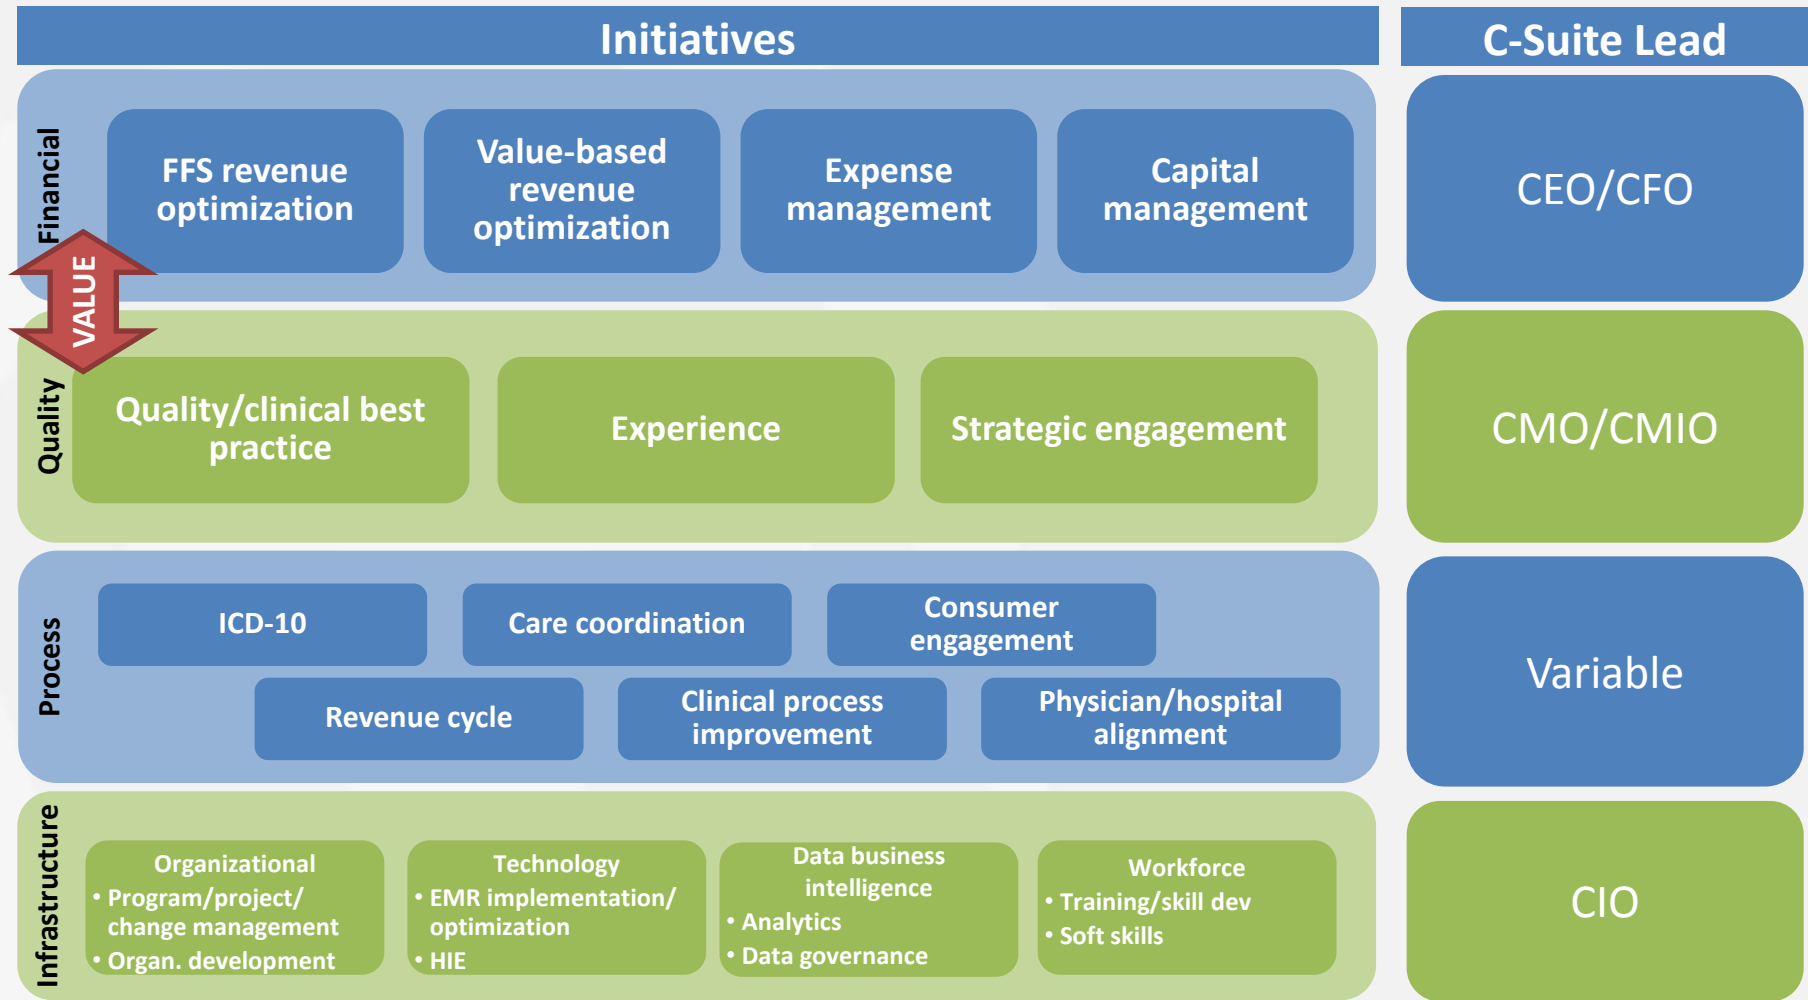 Initiatives
C-Suite Lead
Financial
FFS revenue
optimization
Value-based
revenue
optimization
Expense
management
Capital
management
CEO/CFO
VALUE
Quality
Quality/clinical best
practice
Experience
Strategic engagement
CMO/CMIO
Process
ICD-10
Care coordination
Consumer
engagement
Revenue cycle
Clinical process
improvement
Physician/hospital
alignment
Variable
Infrastructure
Organizational
• Program/project/
change management
• Organ. development
Technology
• EMR implementation/
optimization
• HIE
Data business
intelligence
• Analytics
• Data governance
Workforce
• Training/skill dev
• Soft skills
CIO